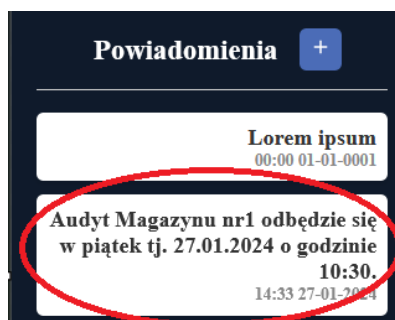 Powiadomienia +
Lorem ipsum
00:00 01-01-0001
Audyt Magazynu nr1 odbędzie się
w piątek tj. 27.01.2024 o godzinie
10:30.
14:33 27-01-2024